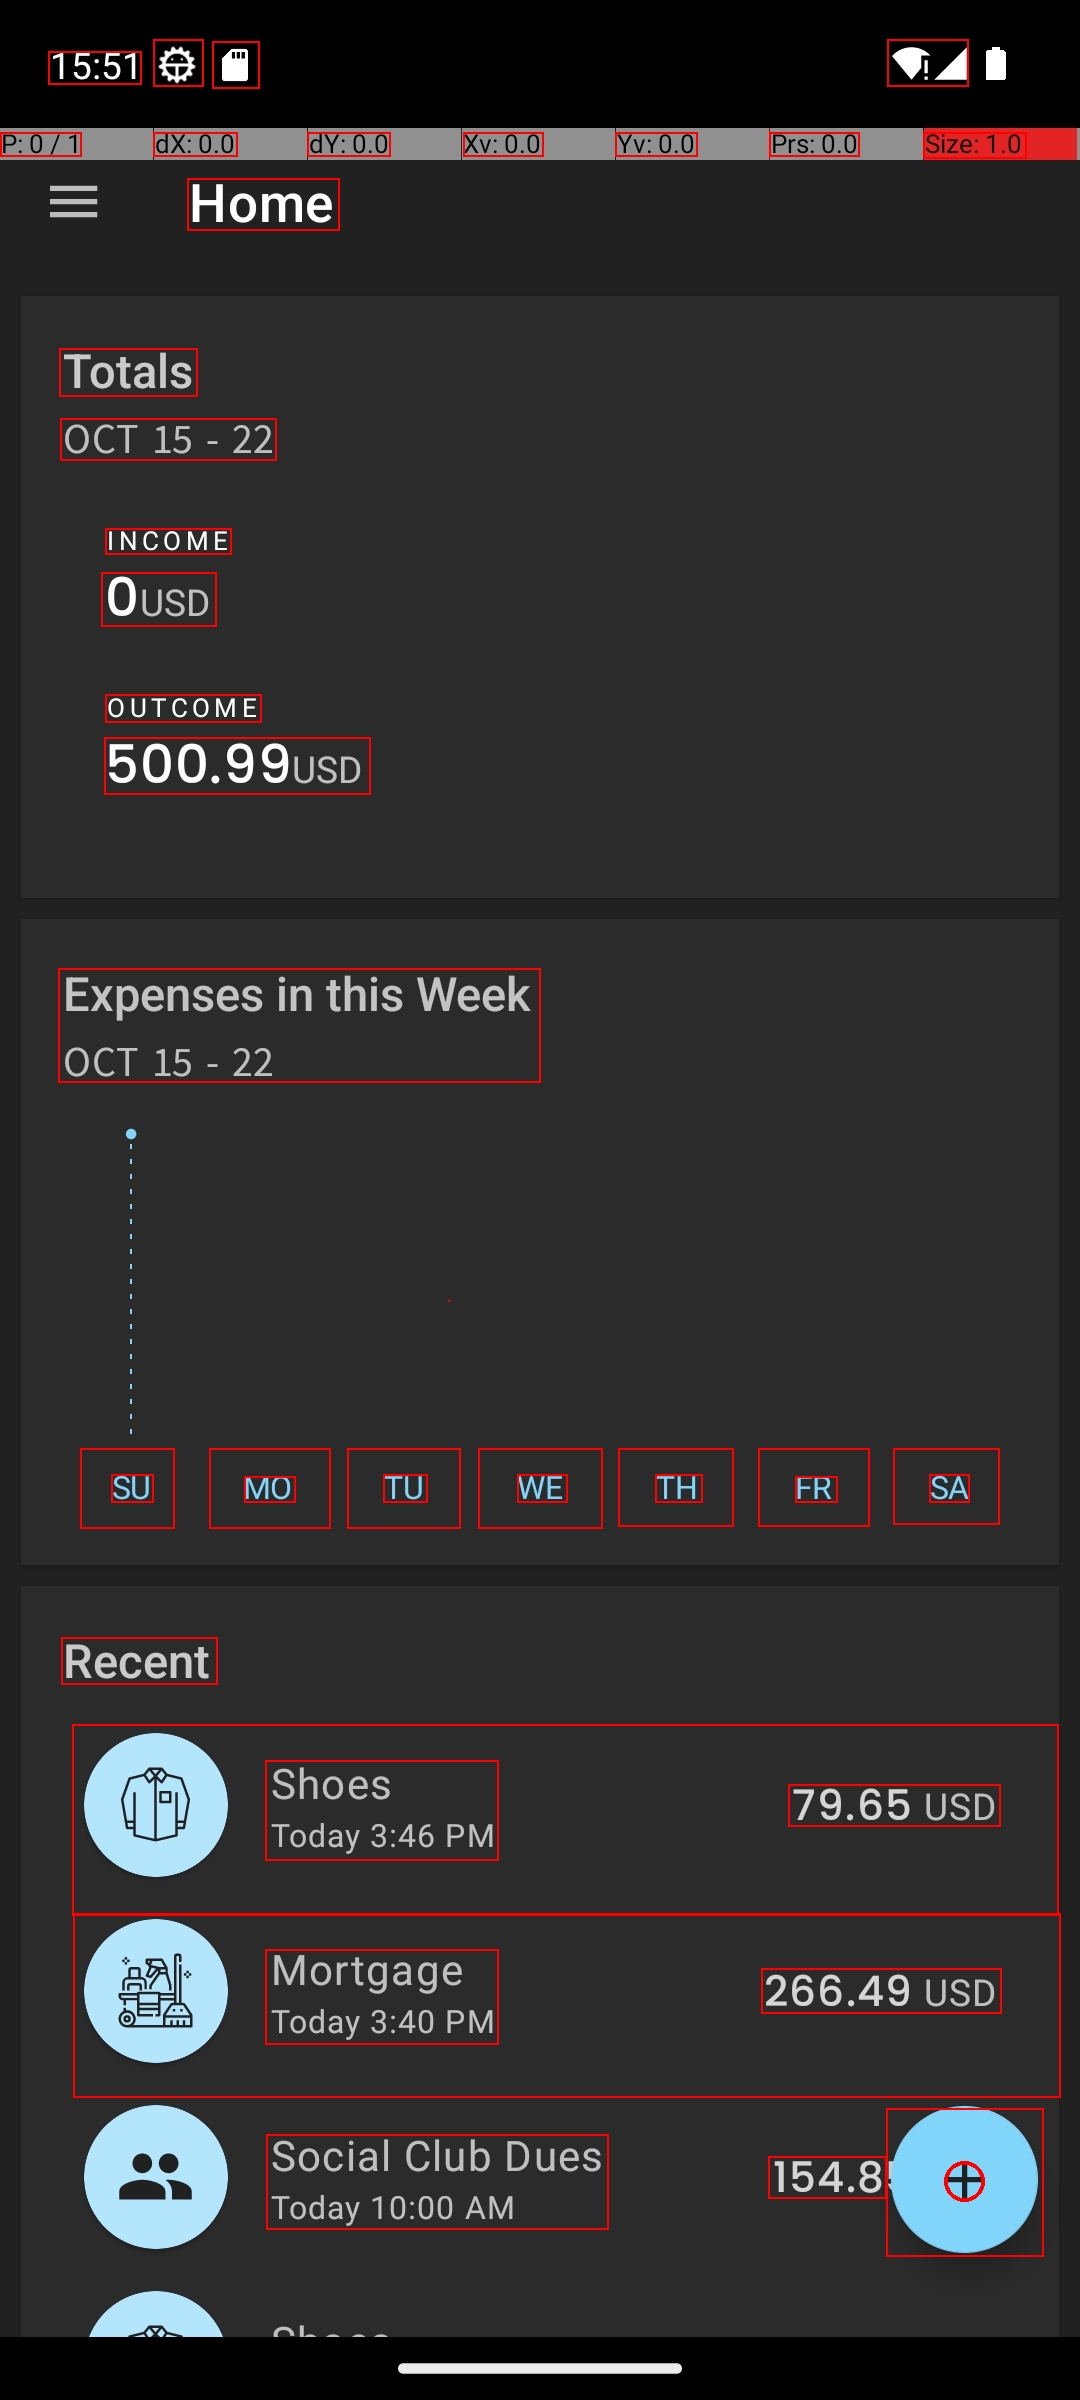 15:51
P: 0 / 1 dX: 0.0 dY: 0.0 Xv: 0.0 Yv: 0.0 Prs: 0.0 Size: 1.0
Home
Totals
OCT 15 - 22
INCOME
0USD
OUTCOME
500.99USD
Expenses in this Week
OCT 15 - 22
SU MO TU WE TH FR SA
Recent
Shoes
Today 3:46 PM
79.65 USD
Mortgage
Today 3:40 PM
266.49 USD
Social Club Dues
Today 10:00 AM
154.8